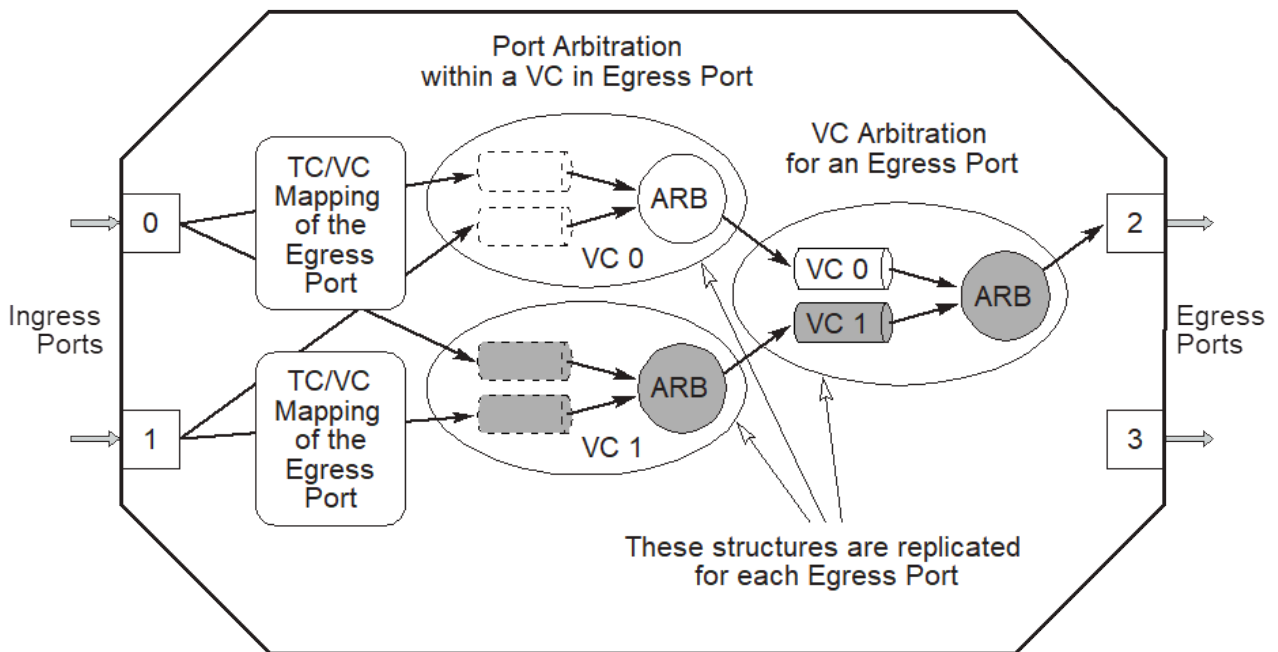 Port Arbitration
within a VC in Egress Port
VC Arbitration
for an Egress Port
TC/VC
Mapping
of the
Egress
Port
ARB
VC 0
0
2
VC 0
ARB
VC 1
Ingress
Ports
Egress
Ports
TC/VC
Mapping
of the
Egress
Port
ARB
VC 1
1
3
These structures are replicated
for each Egress Port